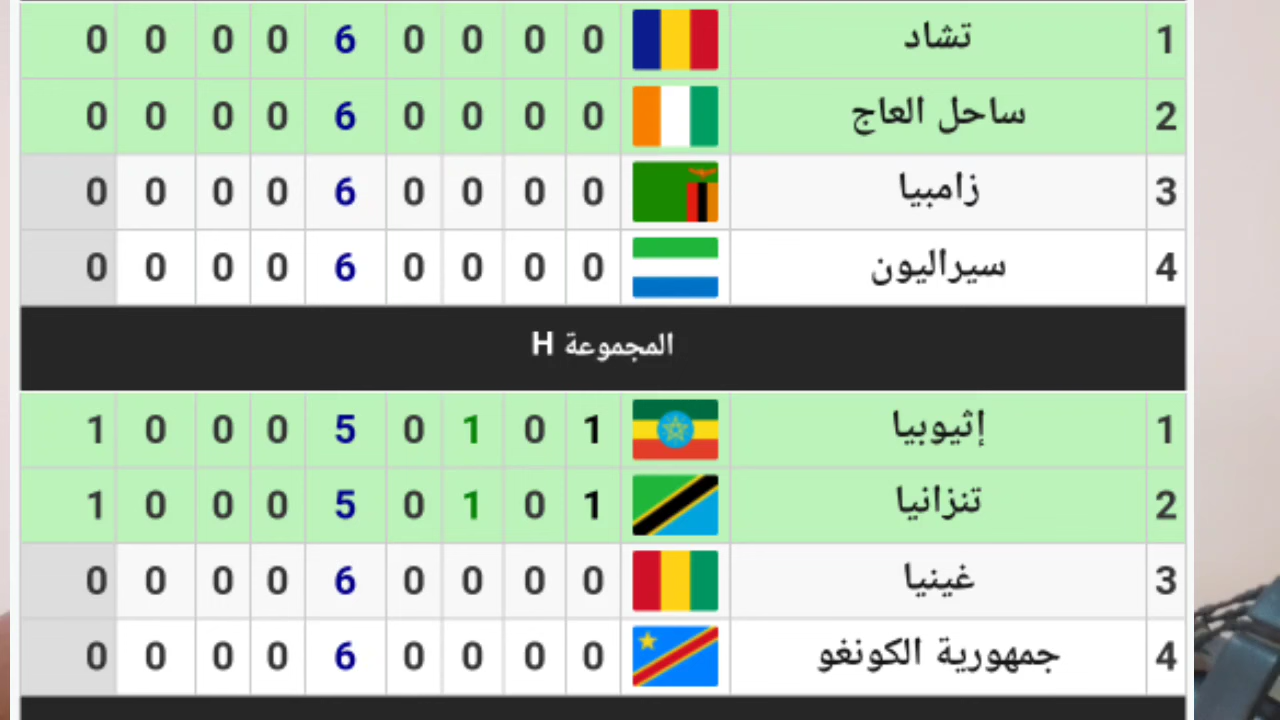 1 تشاد 0 0 0 0 6 0 0 0 0
2 ساحل العاج 0 0 0 0 6 0 0 0 0
3 زامبيا 0 0 0 0 6 0 0 0 0
4 سيراليون 0 0 0 0 6 0 0 0 0
المجموعة H
1 إثيوبيا 1 0 1 0 5 0 0 0 1
2 تنزانيا 1 0 1 0 5 0 0 0 1
3 غينيا 0 0 0 0 6 0 0 0 0
4 جمهورية الكونغو 0 0 0 0 6 0 0 0 0